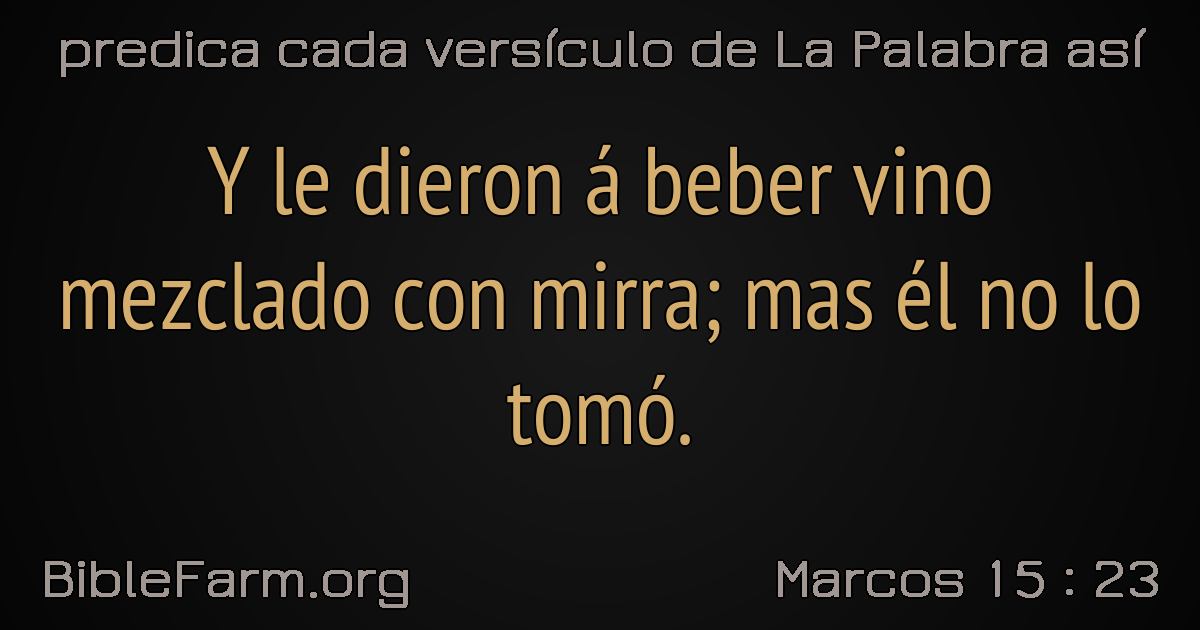 predica cada versículo de La Palabra así
Y le dieron á beber vino
mezclado con mirra; mas él no lo
tomó.
BibleFarm.org
Marcos 15 : 23